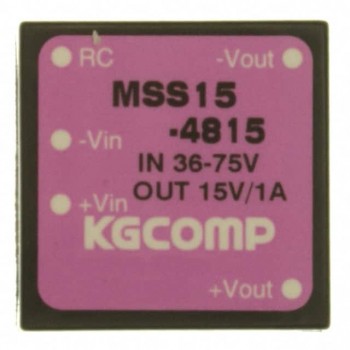 RC
-Vout
MSS15
-4815
-Vin
IN 36-75V
OUT 15V/1A
+Vin
KGCOMP
+Vout